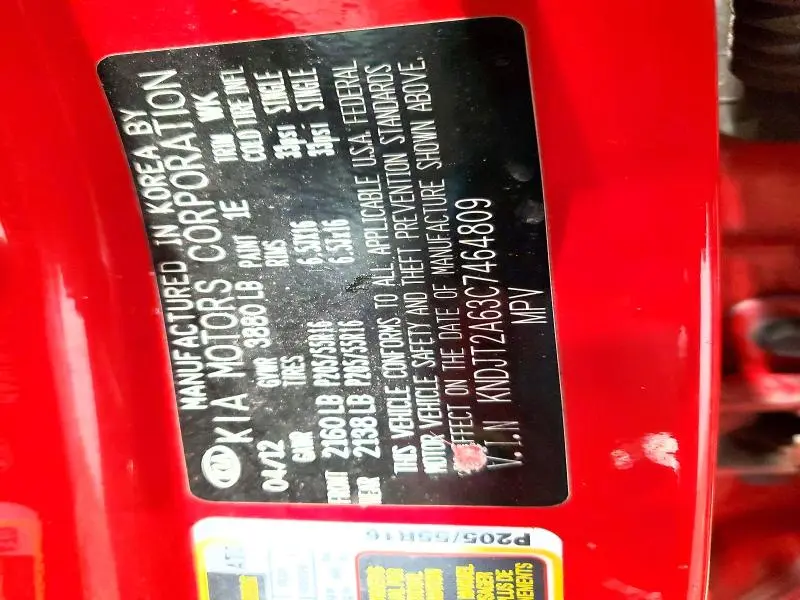 MANUFACTURED IN KOREA BY
KIA MOTORS CORPORATION
04/12 GVWR 3880 LB PAINT 1E TRIM WK
GAWR TIRES RIMS COLD TIRE INFL
FRONT 2160 LB P205/55R16 6.5JX16 33psi SINGLE
REAR 2138 LB P205/55R16 6.5JX16 33psi SINGLE
THIS VEHICLE CONFORMS TO ALL APPLICABLE U.S.A. FEDERAL
MOTOR VEHICLE SAFETY AND THEFT PREVENTION STANDARDS
EFFECT ON THE DATE OF MANUFACTURE SHOWN ABOVE.
V.I.N KNDJT2A63C7464809
MPV
P205/55R16